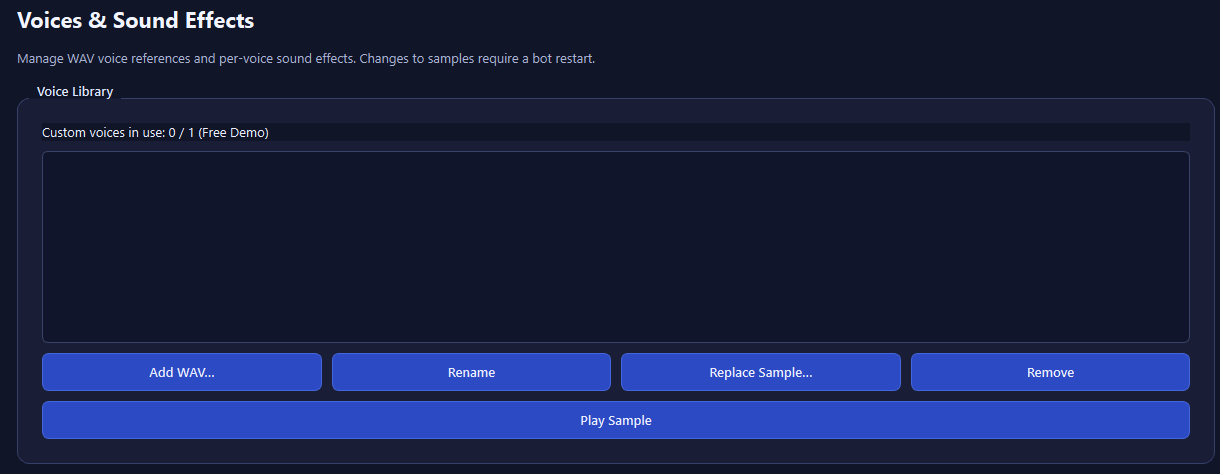 Voices & Sound Effects
Manage WAV voice references and per-voice sound effects. Changes to samples require a bot restart.
Voice Library
Custom voices in use: 0 / 1 (Free Demo)
Add WAV...
Rename
Replace Sample...
Remove
Play Sample